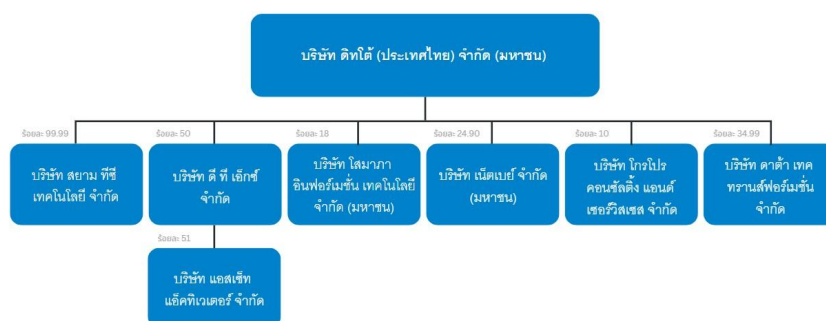 บริษัท ดิทโต้ (ประเทศไทย) จำกัด (มหาชน)
ร้อยละ 99.99
ร้อยละ 50
ร้อยละ 18
ร้อยละ 24.90
ร้อยละ 10
ร้อยละ 34.99
บริษัท สยาม ทีซี
เทคโนโลยี จำกัด
บริษัท ดี ที เอ็กซ์
จำกัด
บริษัท โสมาภา
อินฟอร์เมชั่น เทคโนโลยี
จำกัด (มหาชน)
บริษัท เน็ตเบย์ จำกัด
(มหาชน)
บริษัท โกรโปร
คอนซัลติ้ง แอนด์
เซอร์วิสเซส จำกัด
บริษัท ดาต้า เทค
ทรานส์ฟอร์เมชั่น
จำกัด
ร้อยละ 51
บริษัท แอสเซ็ท
แอ็คทิเวเตอร์ จำกัด